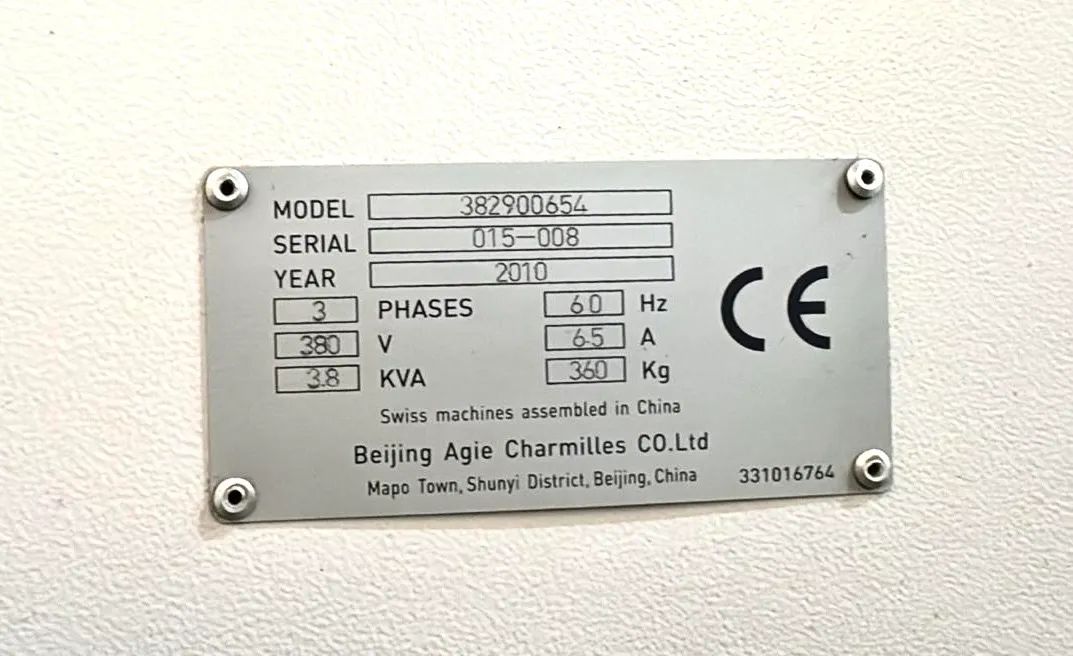 MODEL 382900654
SERIAL 015-008
YEAR 2010
3 PHASES 60 Hz
380 V 6.5 A
3.8 KVA 360 Kg
CE
Swiss machines assembled in China
Beijing Agie Charmilles CO.Ltd
Mapo Town, Shunyi District, Beijing, China 331016764